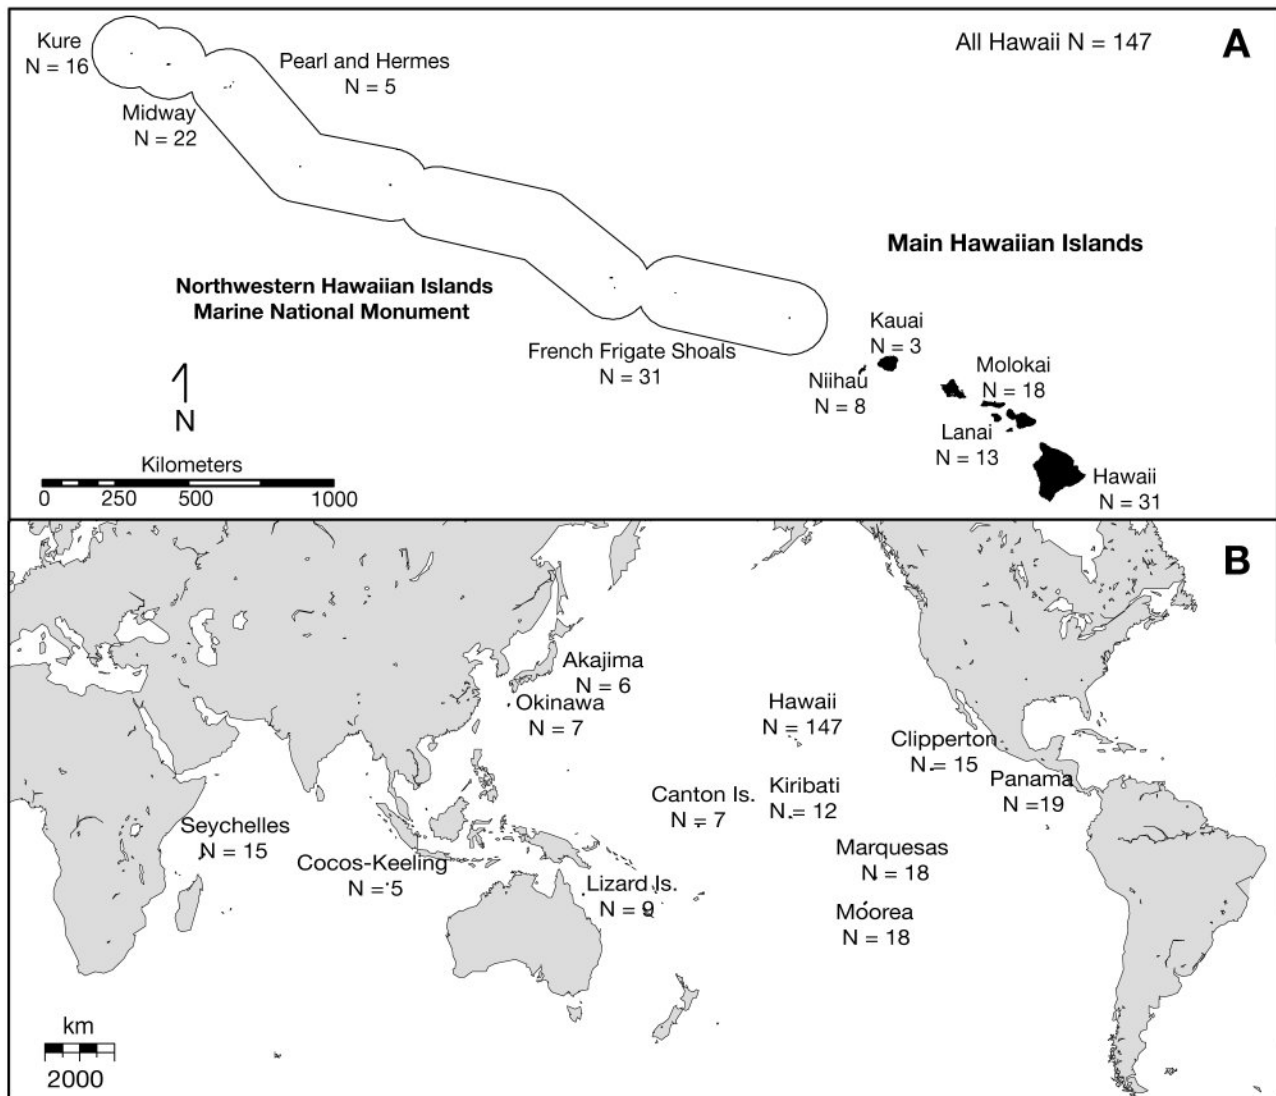 Kure
N = 16
Pearl and Hermes
N = 5
All Hawaii N = 147
A
Midway
N = 22
Main Hawaiian Islands
Northwestern Hawaiian Islands
Marine National Monument
French Frigate Shoals
N = 31
Kauai
N = 3
Niihau
N = 8
Molokai
N = 18
Lanai
N = 13
Hawaii
N = 31
N
Kilometers
0 250 500 1000
B
Akajima
N = 6
Okinawa
N = 7
Hawaii
N = 147
Clipperton
N = 15
Panama
N =19
Canton Is.
N = 7
Kiribati
N = 12
Seychelles
N = 15
Cocos-Keeling
N = 5
Lizard Is.
N = 9
Marquesas
N = 18
Moorea
N = 18
km
2000